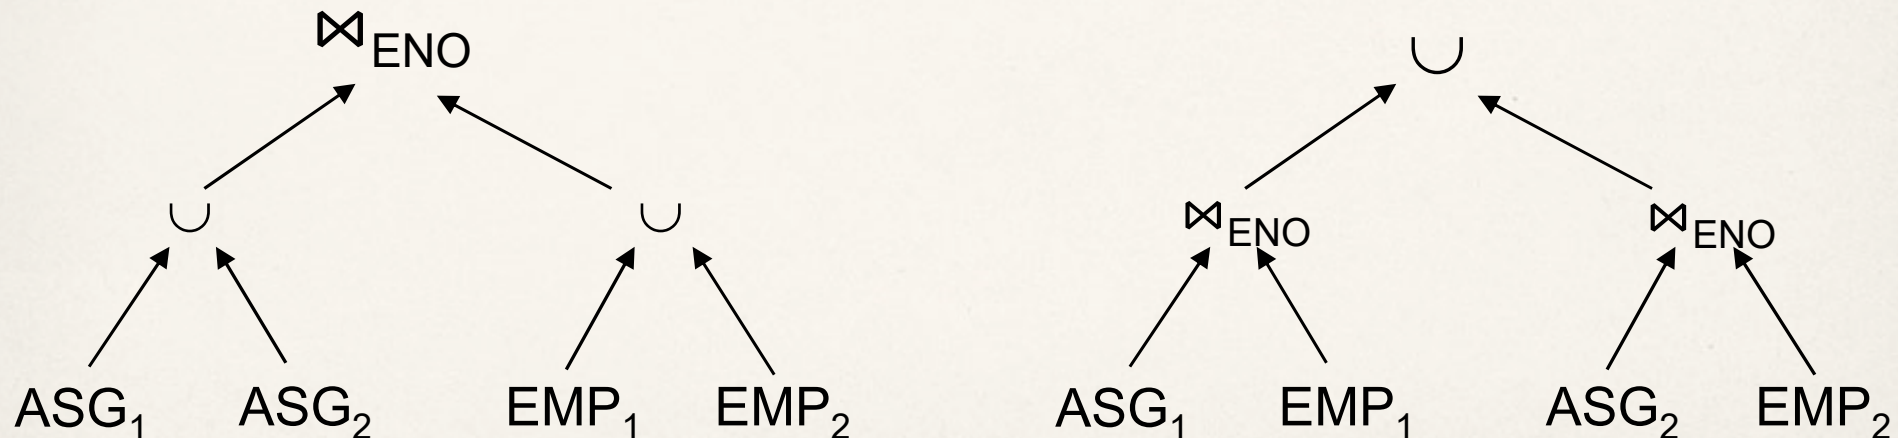 ⋈ENO ∪
∪ ∪ ⋈ENO ⋈ENO
ASG1 ASG2 EMP1 EMP2 ASG1 EMP1 ASG2 EMP2